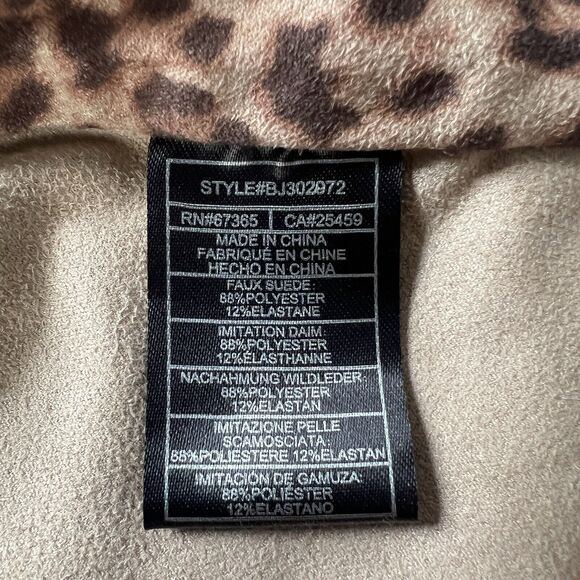 STYLE#BJ302072
RN#67365 CA#25459
MADE IN CHINA
FABRIQUÉ EN CHINE
HECHO EN CHINA
FAUX SUEDE:
88%POLYESTER
12%ELASTANE
IMITATION DAIM:
88%POLYESTER
12%ELASTHANNE
NACHAHMUNG WILDLEDER:
88%POLYESTER
12%ELASTAN
IMITAZIONE PELLE
SCAMOSCIATA:
88%POLIESTERE 12%ELASTAN
IMITACIÓN DE GAMUZA:
88%POLIÉSTER
12%ELASTANO